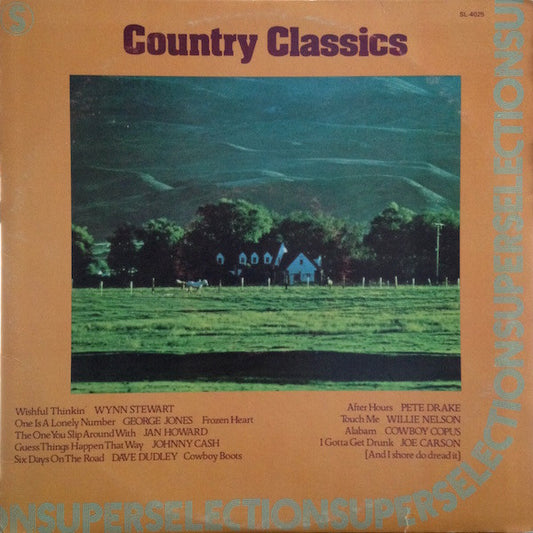 S
SL-4025
Country Classics
Wishful Thinkin' WYNN STEWART
One Is A Lonely Number GEORGE JONES Frozen Heart
The One You Slip Around With JAN HOWARD
Guess Things Happen That Way JOHNNY CASH
Six Days On The Road DAVE DUDLEY Cowboy Boots
After Hours PETE DRAKE
Touch Me WILLIE NELSON
Alabam COWBOY COPUS
I Gotta Get Drunk JOE CARSON
[And I shore do dread it]
ONSUPERSELECTIONSUPERSELECTIONSUPERSELECTIONSU